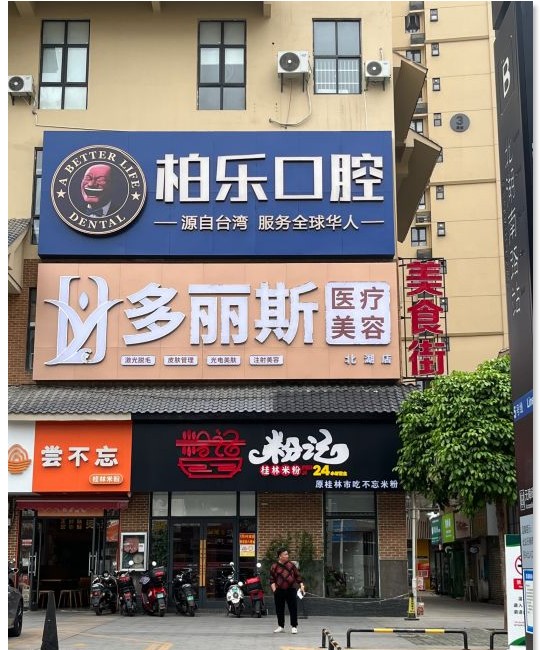 A BETTER LIFE
DENTAL
柏乐口腔
源自台湾 服务全球华人
多丽斯
医疗
美容
激光脱毛 皮肤管理 光电美肤 注射美容
北湖店
美食街
尝不忘
桂林米粉
粉记
桂林米粉
24
原桂林市吃不忘米粉
B
3